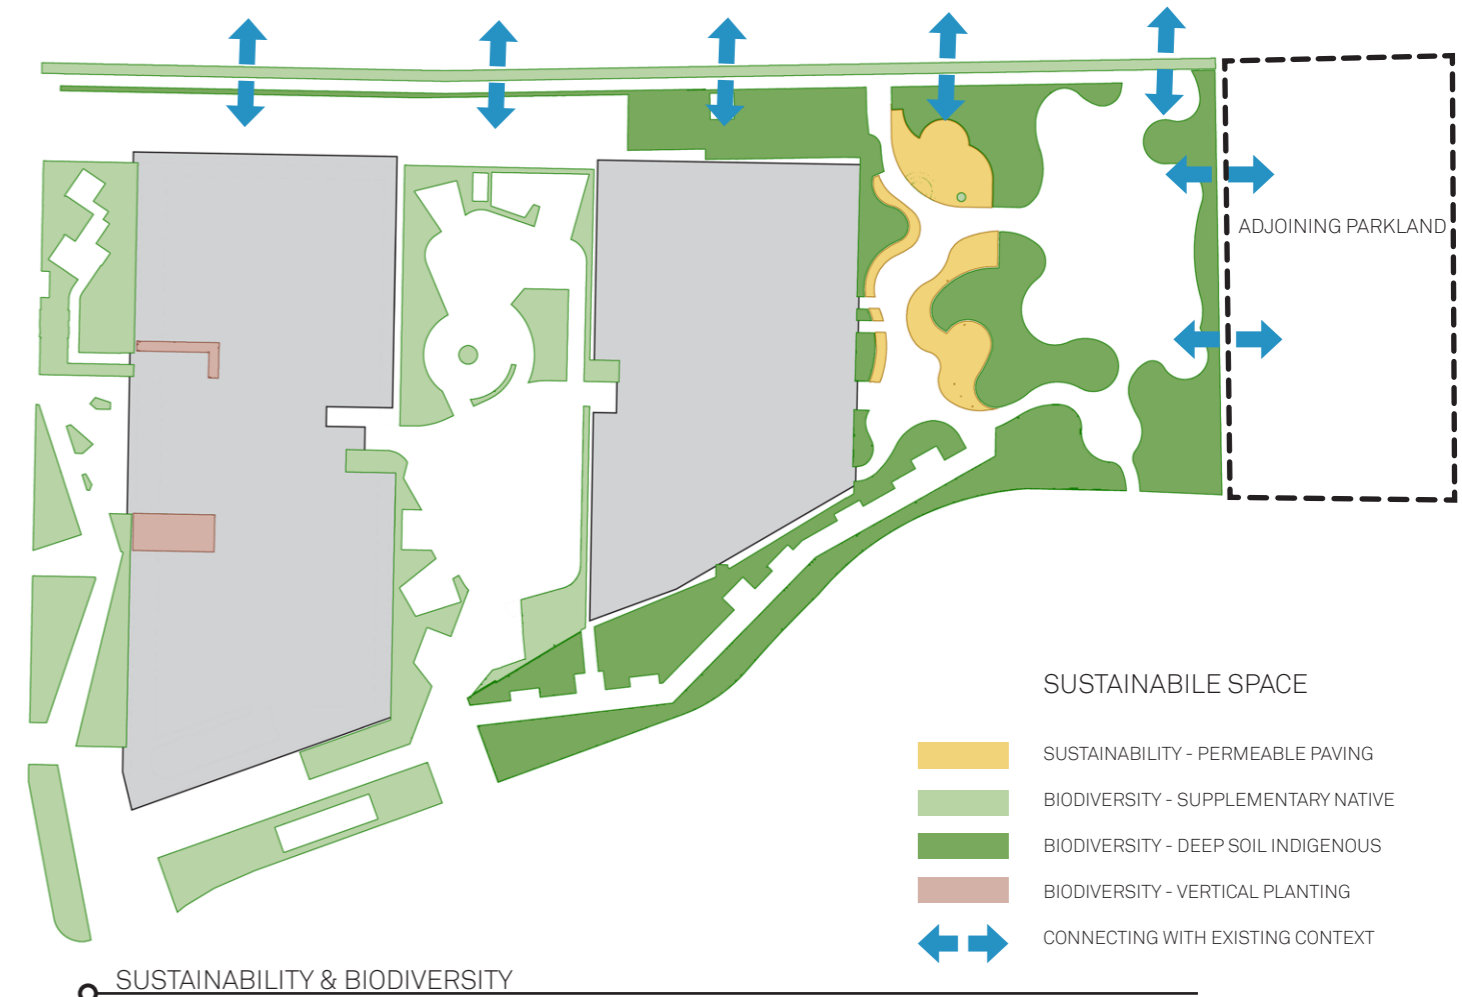 ADJOINING PARKLAND
SUSTAINABILE SPACE
SUSTAINABILITY - PERMEABLE PAVING
BIODIVERSITY - SUPPLEMENTARY NATIVE
BIODIVERSITY - DEEP SOIL INDIGENOUS
BIODIVERSITY - VERTICAL PLANTING
CONNECTING WITH EXISTING CONTEXT
SUSTAINABILITY & BIODIVERSITY